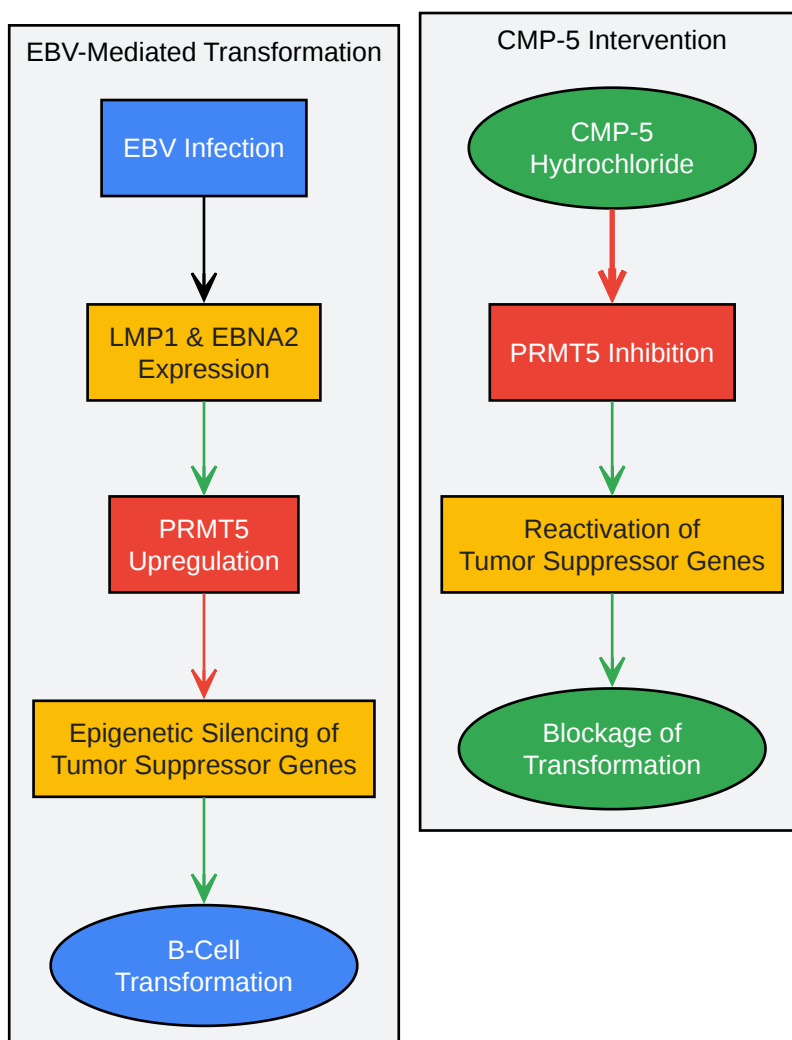 EBV-Mediated Transformation
EBV Infection
LMP1 & EBNA2
Expression
PRMT5
Upregulation
Epigenetic Silencing of
Tumor Suppressor Genes
B-Cell
Transformation
CMP-5 Intervention
CMP-5
Hydrochloride
PRMT5 Inhibition
Reactivation of
Tumor Suppressor Genes
Blockage of
Transformation